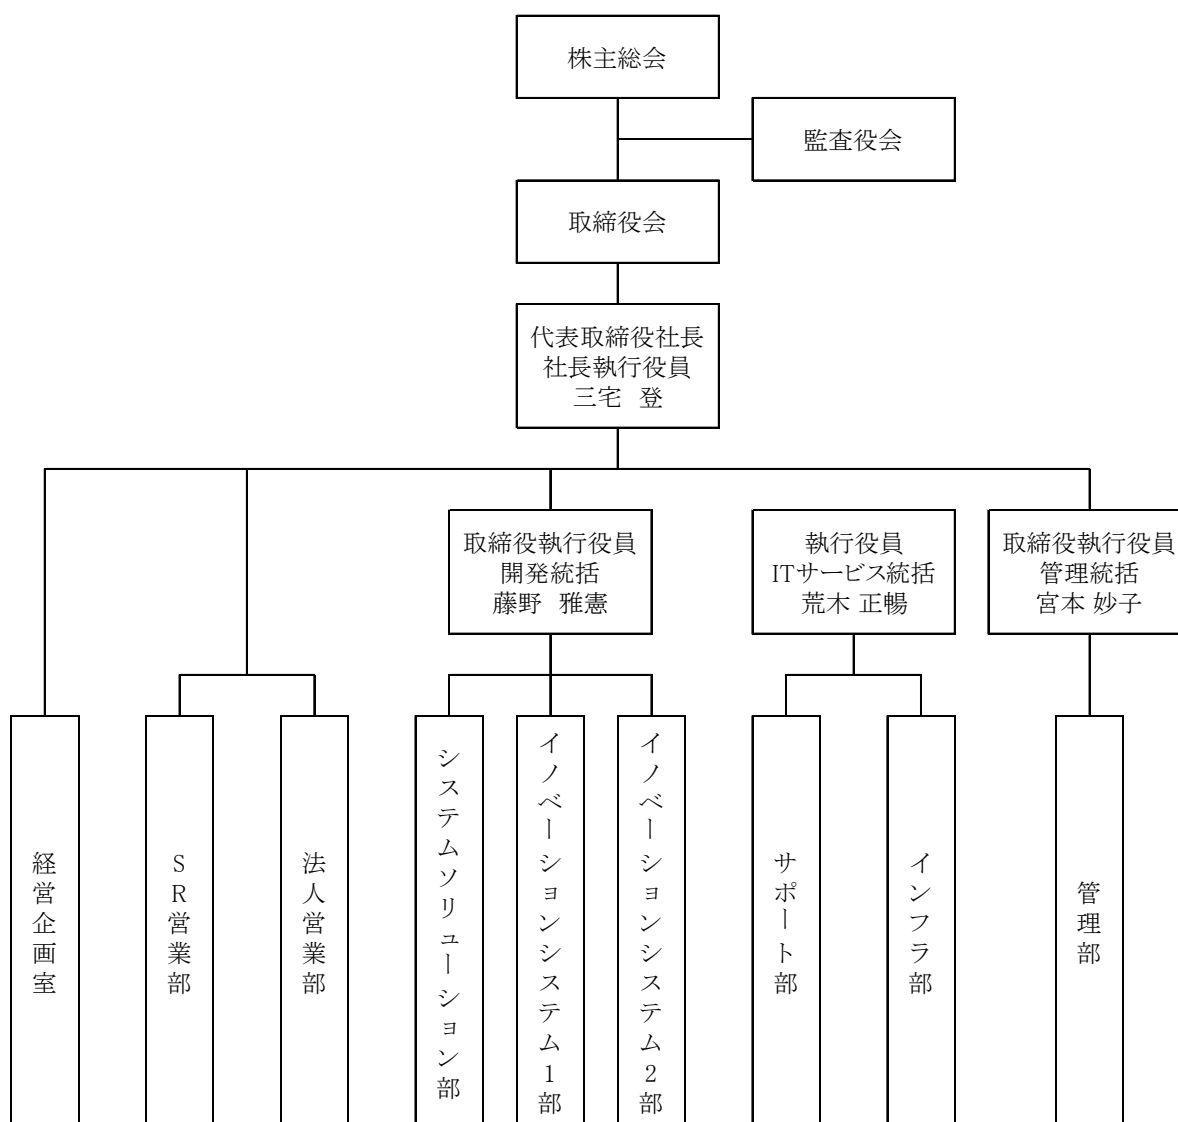 株主総会
監査役会
取締役会
代表取締役社長
社長執行役員
三宅 登
取締役執行役員
開発統括
藤野 雅憲
執行役員
ITサービス統括
荒木 正暢
取締役執行役員
管理統括
宮本 妙子
経営企画室
SR営業部
法人営業部
システムソリューション部
イノベーションシステム1部
イノベーションシステム2部
サポート部
インフラ部
管理部